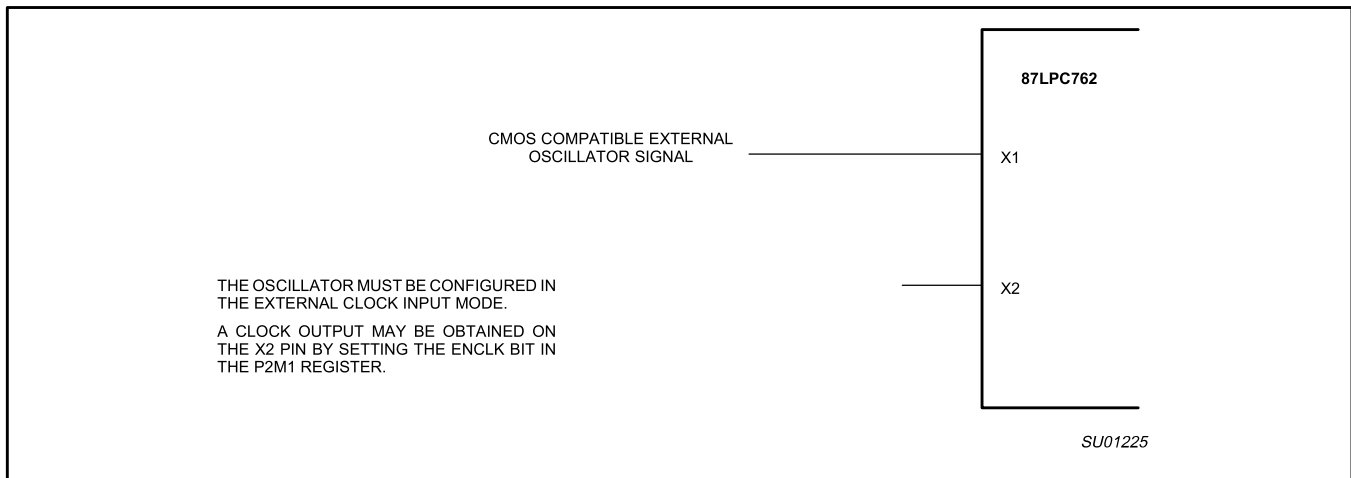 87LPC762
CMOS COMPATIBLE EXTERNAL
OSCILLATOR SIGNAL
X1
THE OSCILLATOR MUST BE CONFIGURED IN
THE EXTERNAL CLOCK INPUT MODE.
X2
A CLOCK OUTPUT MAY BE OBTAINED ON
THE X2 PIN BY SETTING THE ENCLK BIT IN
THE P2M1 REGISTER.
SU01225